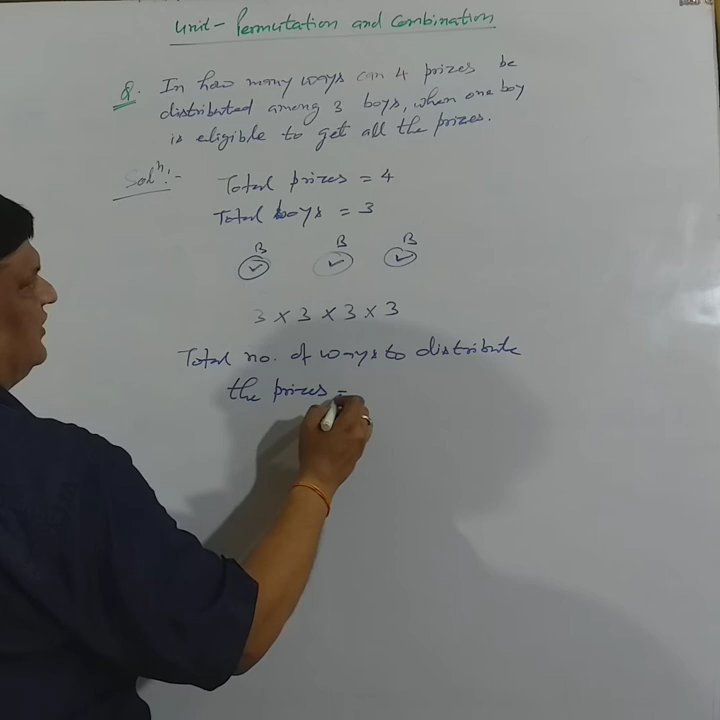 Unit - Permutation and Combination
Q. In how many ways can 4 prizes be
distributed among 3 boys, when one boy
is eligible to get all the prizes.
Solⁿ:- Total prizes = 4
Total boys = 3
B B B
3 x 3 x 3 x 3
Total no. of ways to distribute
the prizes =